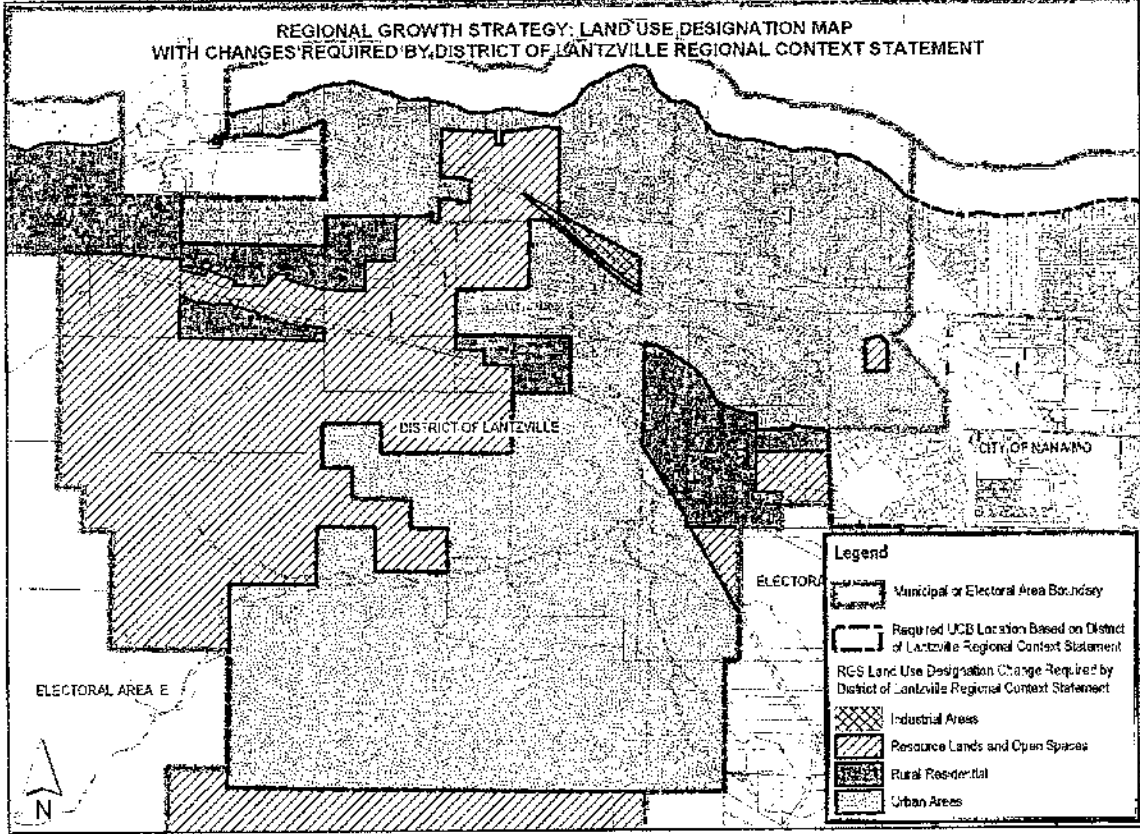 REGIONAL GROWTH STRATEGY: LAND USE DESIGNATION MAP
WITH CHANGES REQUIRED BY DISTRICT OF LANTZVILLE REGIONAL CONTEXT STATEMENT
DISTRICT OF LANTZVILLE
CITY OF NANAIMO
ELECTORA
ELECTORAL AREA E
N
Legend
Municipal or Electoral Area Boundary
Required UCB Location Based on District
of Lantzville Regional Context Statement
RGS Land Use Designation Change Required by
District of Lantzville Regional Context Statement
Industrial Areas
Resource Lands and Open Spaces
Rural Residential
Urban Areas